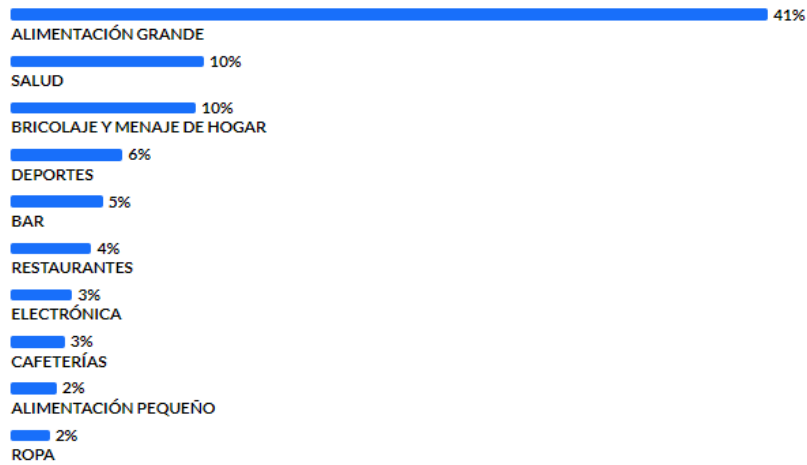 41%
ALIMENTACIÓN GRANDE
10%
SALUD
10%
BRICOLAJE Y MENAJE DE HOGAR
6%
DEPORTES
5%
BAR
4%
RESTAURANTES
3%
ELECTRÓNICA
3%
CAFETERÍAS
2%
ALIMENTACIÓN PEQUEÑO
2%
ROPA